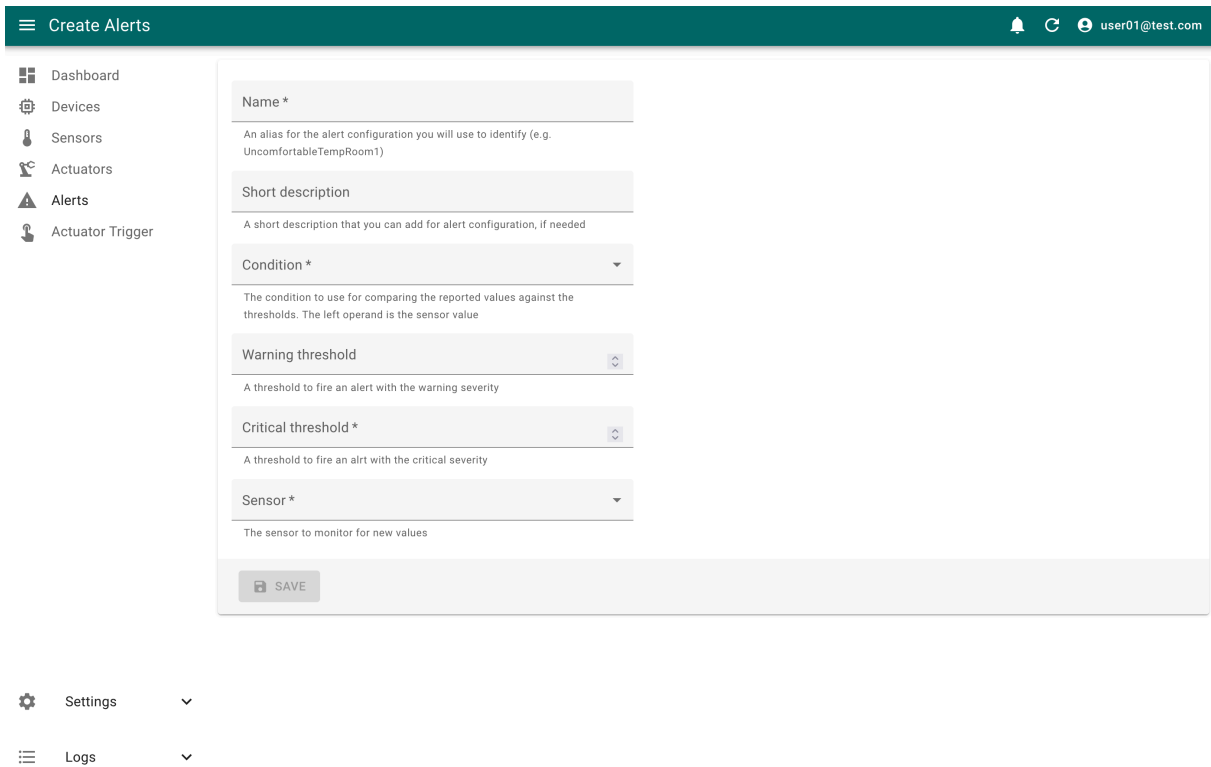 Create Alerts
user01@test.com
Dashboard
Devices
Sensors
Actuators
Alerts
Actuator Trigger
Name *
An alias for the alert configuration you will use to identify (e.g.
UncomfortableTempRoom1)
Short description
A short description that you can add for alert configuration, if needed
Condition *
The condition to use for comparing the reported values against the
thresholds. The left operand is the sensor value
Warning threshold
A threshold to fire an alert with the warning severity
Critical threshold *
A threshold to fire an alrt with the critical severity
Sensor *
The sensor to monitor for new values
SAVE
Settings
Logs